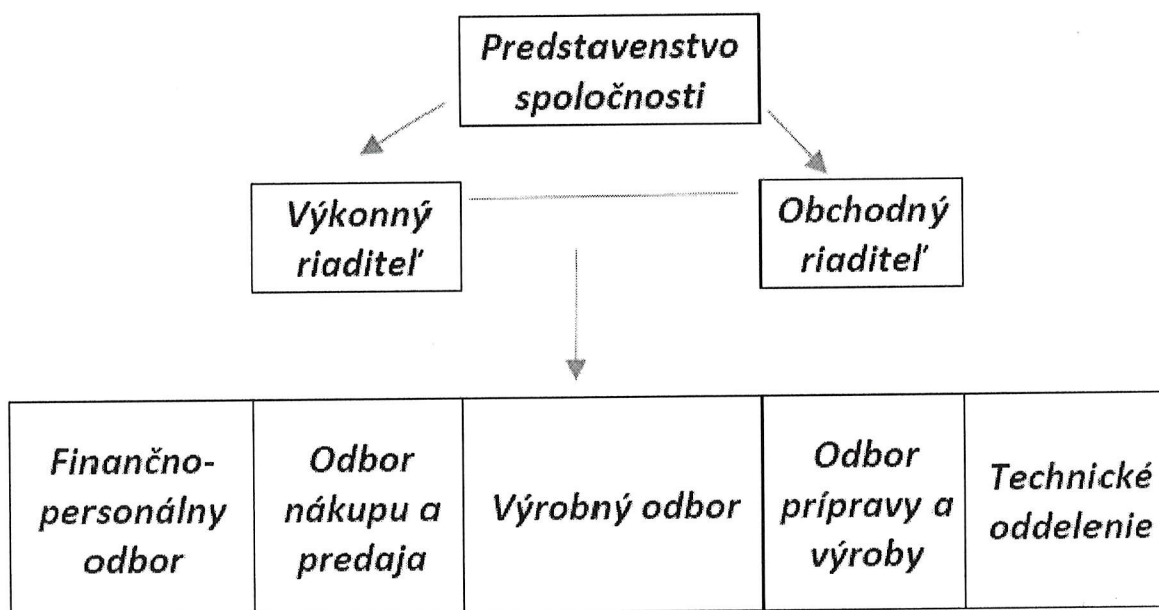 Predstavenstvo
spoločnosti
Výkonný
riaditeľ
Obchodný
riaditeľ
Finančno-
personálny
odbor
Odbor
nákupu a
predaja
Výrobný odbor
Odbor
prípravy a
výroby
Technické
oddelenie